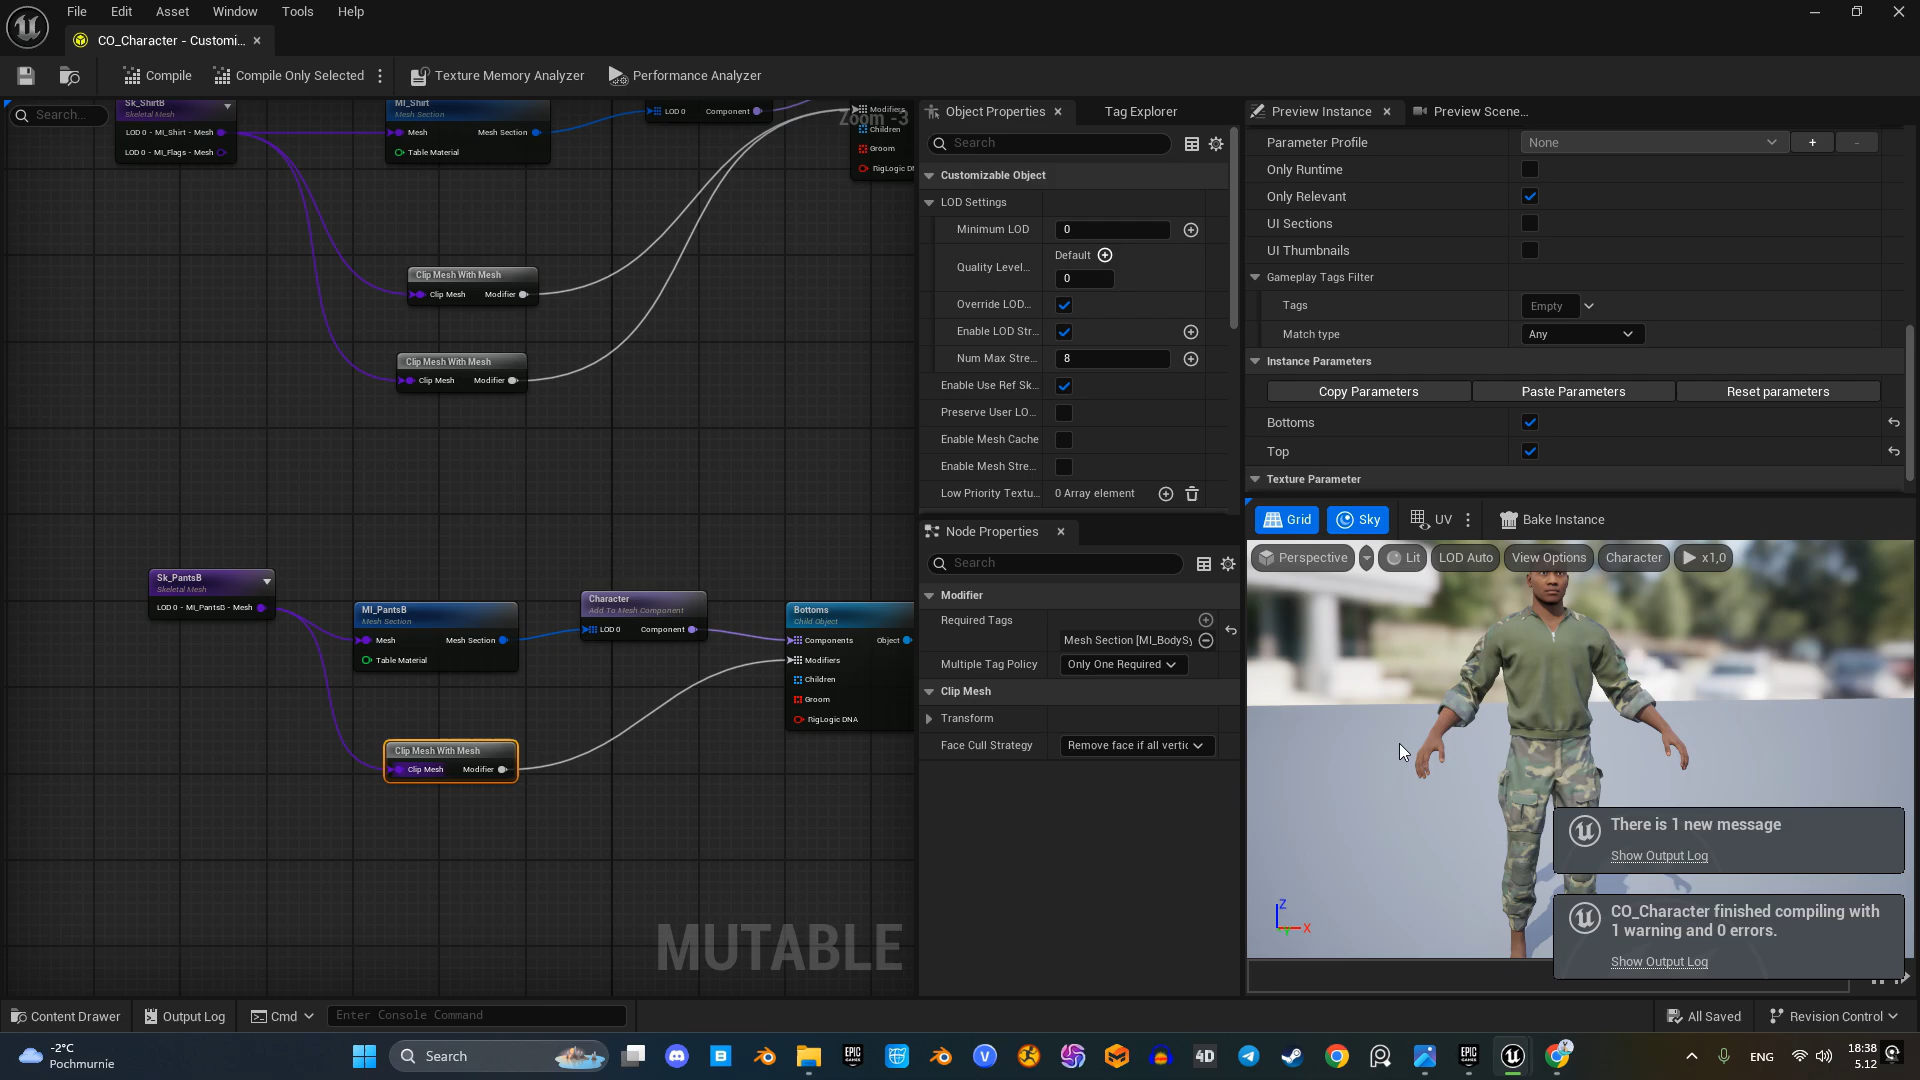 File Edit Asset Window Tools Help
CO_Character - Customi...
Compile Compile Only Selected Texture Memory Analyzer Performance Analyzer
Search...
Sk_ShirtB
Skeletal Mesh
LOD 0 - MI_Shirt - Mesh
LOD 0 - MI_Flags - Mesh
MI_Shirt
Mesh Section
Mesh Mesh Section
Table Material
LOD 0 Component
Modifiers
Children
Groom
RigLogic DN
Zoom -3
Clip Mesh With Mesh
Clip Mesh Modifier
Clip Mesh With Mesh
Clip Mesh Modifier
Sk_PantsB
Skeletal Mesh
LOD 0 - MI_PantsB - Mesh
MI_PantsB
Mesh Section
Mesh Mesh Section
Table Material
Character
Add To Mesh Component
LOD 0 Component
Bottoms
Child Object
Components Object
Modifiers
Children
Groom
RigLogic DNA
Clip Mesh With Mesh
Clip Mesh Modifier
MUTABLE
Object Properties Tag Explorer
Search
Customizable Object
LOD Settings
Minimum LOD 0
Quality Level... Default
0
Override LOD...
Enable LOD Str...
Num Max Stre... 8
Enable Use Ref Sk...
Preserve User LO...
Enable Mesh Cache
Enable Mesh Stre...
Low Priority Textu... 0 Array element
Node Properties
Search
Modifier
Required Tags
Mesh Section [MI_BodySy
Multiple Tag Policy Only One Required
Clip Mesh
Transform
Face Cull Strategy Remove face if all vertic
Preview Instance Preview Scene...
Parameter Profile None + -
Only Runtime
Only Relevant
UI Sections
UI Thumbnails
Gameplay Tags Filter
Tags Empty
Match type Any
Instance Parameters
Copy Parameters Paste Parameters Reset parameters
Bottoms
Top
Texture Parameter
Grid Sky UV Bake Instance
Perspective Lit LOD Auto View Options Character x1,0
Z
X
There is 1 new message
Show Output Log
CO_Character finished compiling with
1 warning and 0 errors.
Show Output Log
Content Drawer Output Log Cmd Enter Console Command All Saved Revision Control
-2°C
Pochmurnie
Search
ENG
18:38
5.12